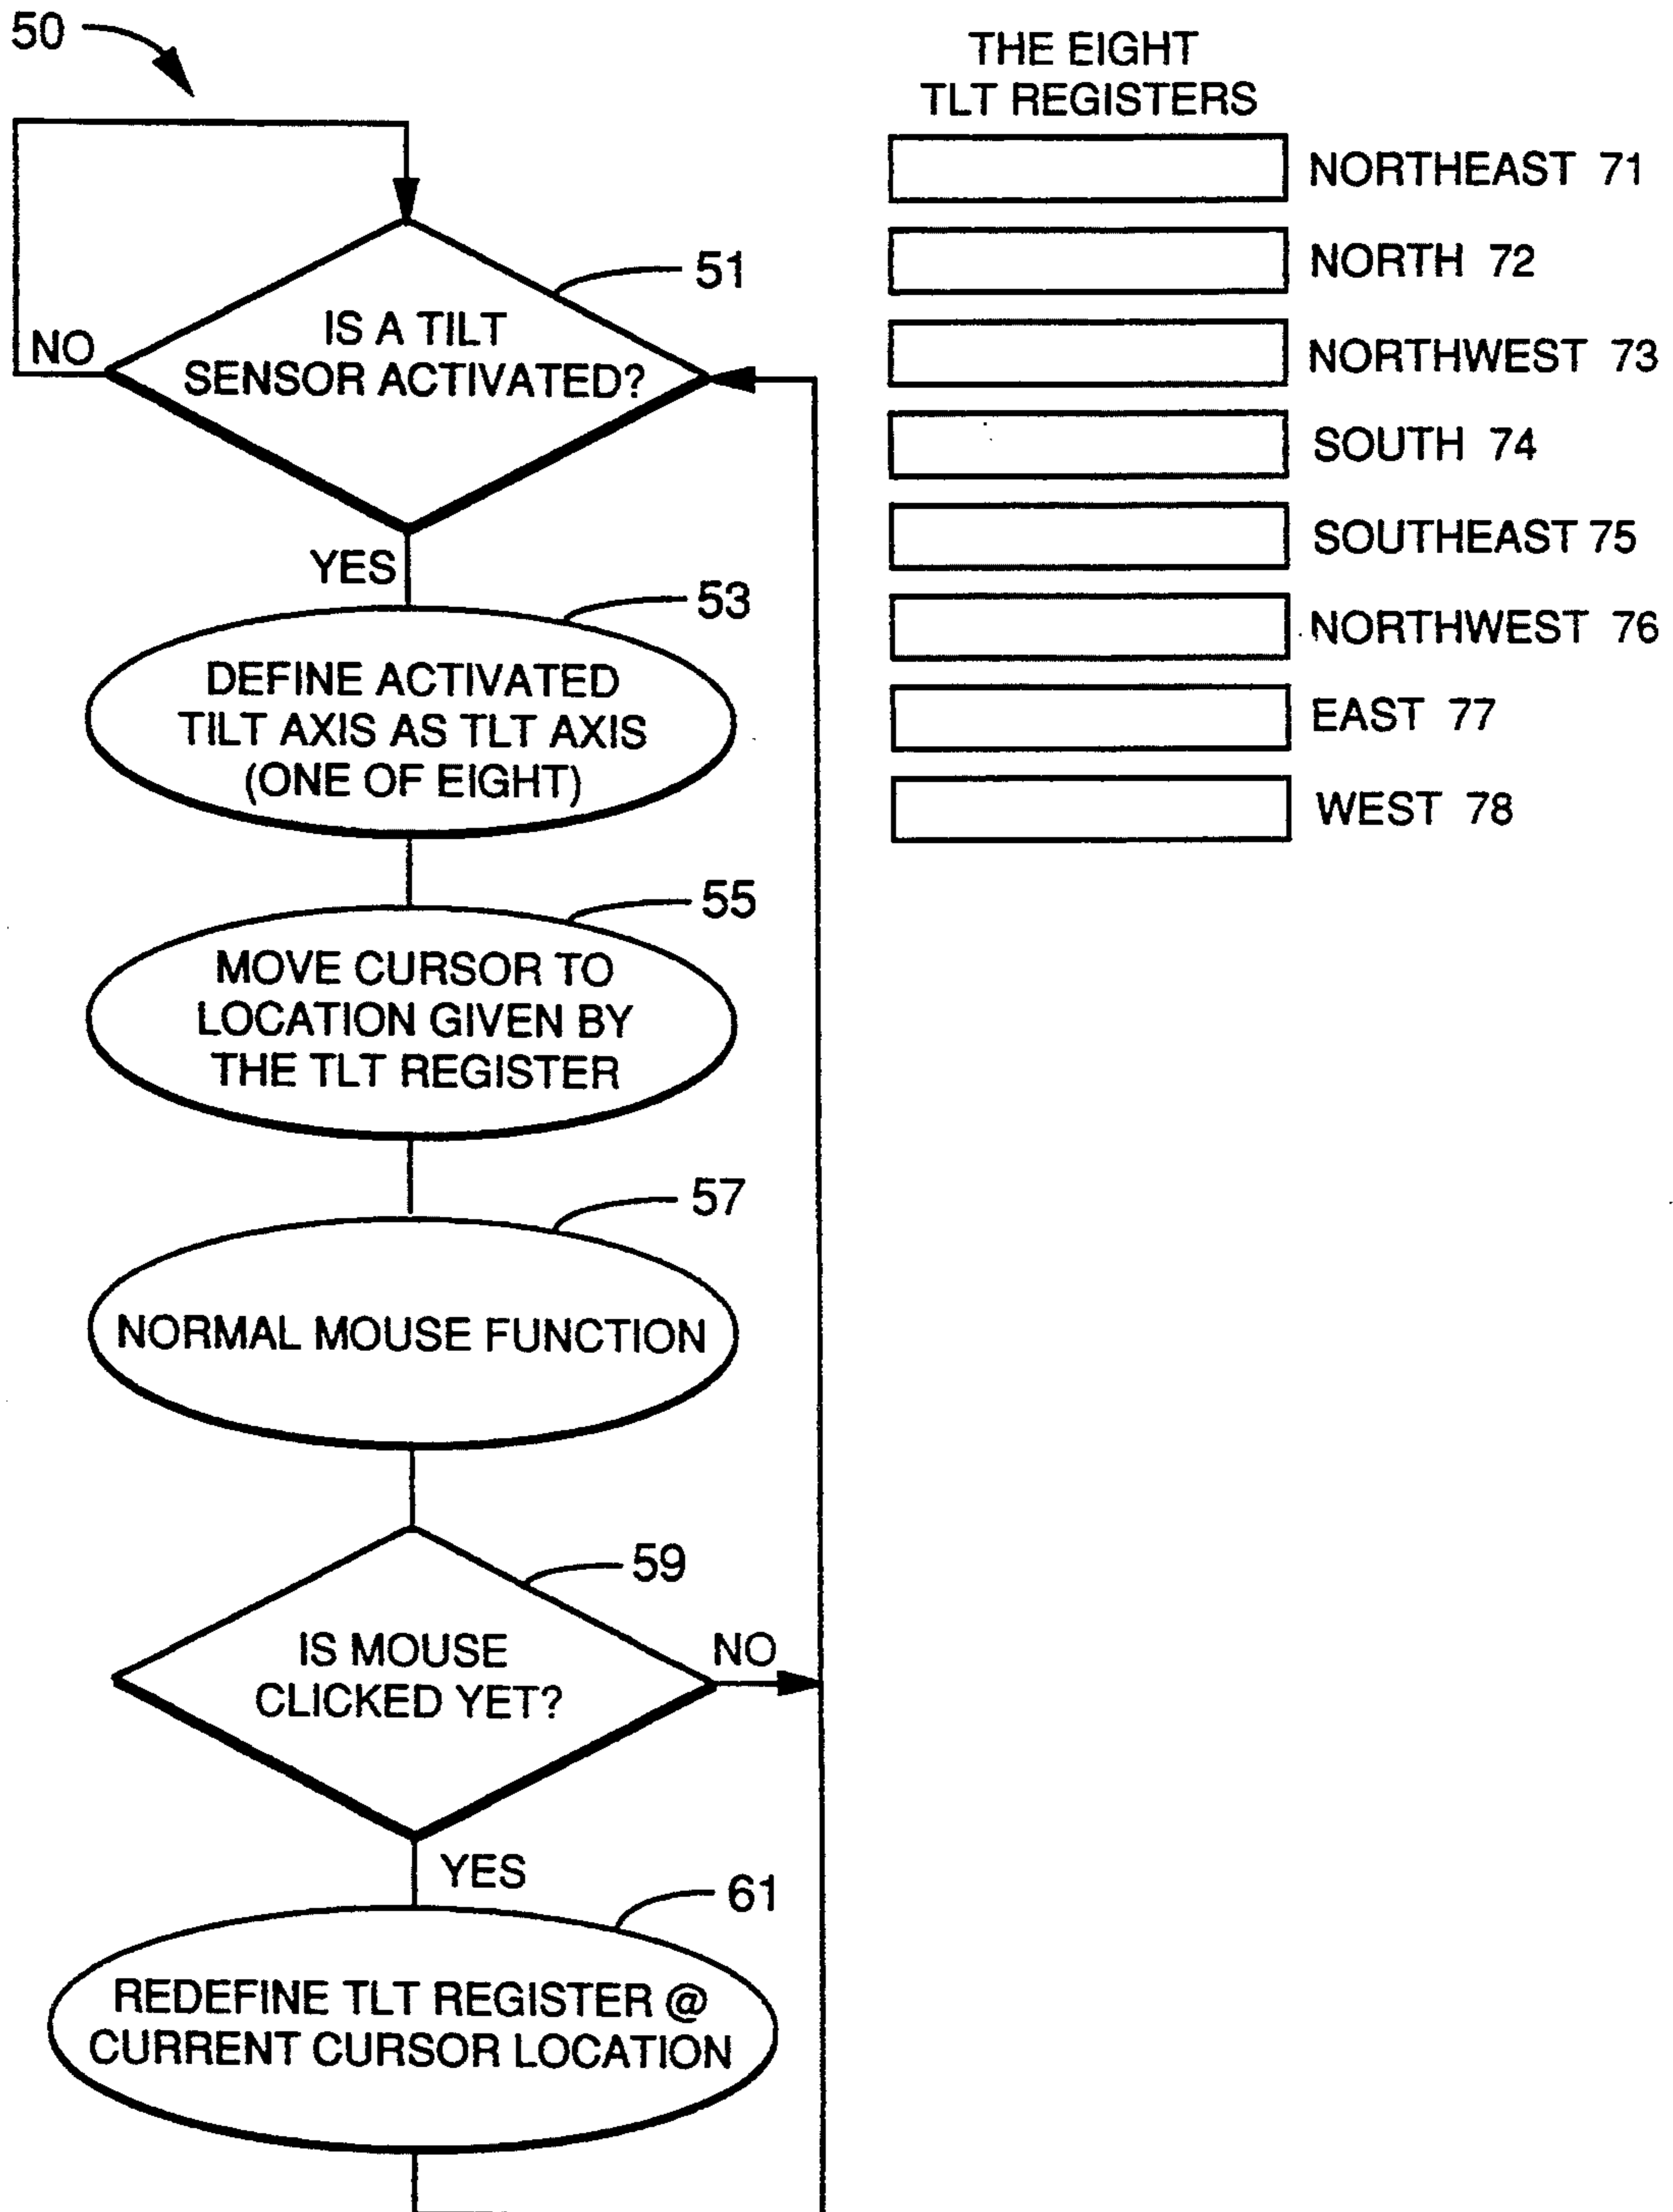 50
51
IS A TILT
SENSOR ACTIVATED?
NO
YES
53
DEFINE ACTIVATED
TILT AXIS AS TLT AXIS
(ONE OF EIGHT)
55
MOVE CURSOR TO
LOCATION GIVEN BY
THE TLT REGISTER
57
NORMAL MOUSE FUNCTION
59
IS MOUSE
CLICKED YET?
NO
YES
61
REDEFINE TLT REGISTER @
CURRENT CURSOR LOCATION
THE EIGHT
TLT REGISTERS
NORTHEAST 71
NORTH 72
NORTHWEST 73
SOUTH 74
SOUTHEAST 75
NORTHWEST 76
EAST 77
WEST 78